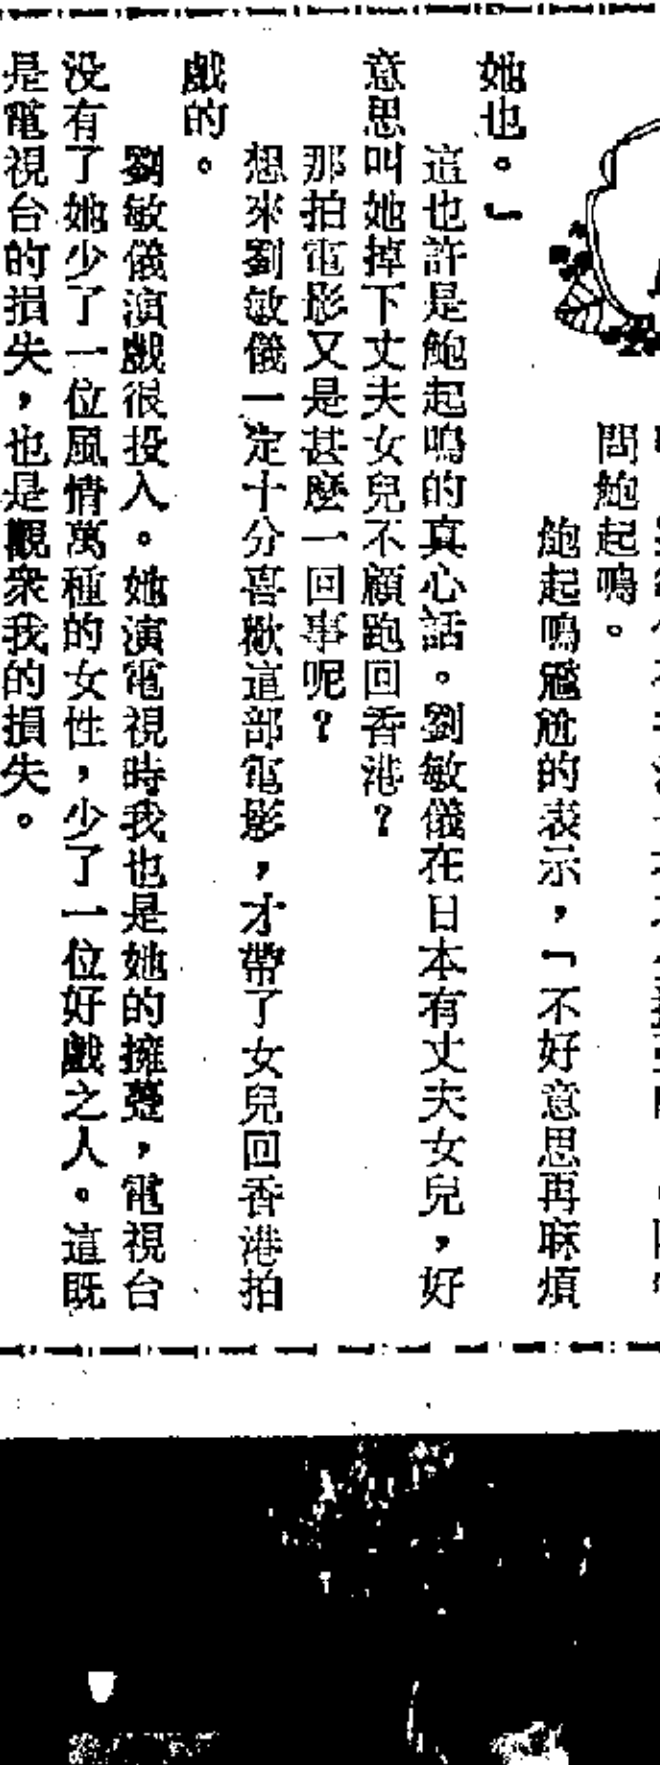 問鮑起鳴。
鮑起鳴尷尬的表示，「不好意思再麻煩
她也。」
這也許是鮑起鳴的真心話。劉敏儀在日本有丈夫女兒，好
意思叫她掉下丈夫女兒不顧跑回香港？
那拍電影又是甚麼一回事呢？
想來劉敏儀一定十分喜歡這部電影，才帶了女兒回香港拍
戲的。
劉敏儀演戲很投入。她演電視時我也是她的擁躉，電視台
没有了她少了一位風情萬種的女性，少了一位好戲之人。這既
是電視台的損失，也是觀衆我的損失。